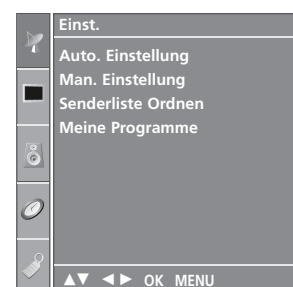 Einst.
Auto. Einstellung
Man. Einstellung
Senderliste Ordnen
Meine Programme
▲▼ ◄► OK MENU